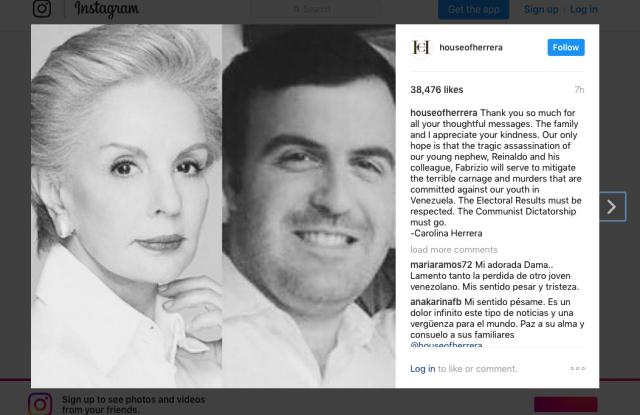 Instagram
Search
Get the app
Sign up
Log in
HEH
houseofherrera
Follow
38,476 likes
7h
houseofherrera Thank you so much for
all your thoughtful messages. The family
and I appreciate your kindness. Our only
hope is that the tragic assassination of
our young nephew, Reinaldo and his
colleague, Fabrizio will serve to mitigate
the terrible carnage and murders that are
committed against our youth in
Venezuela. The Electoral Results must be
respected. The Communist Dictatorship
must go.
-Carolina Herrera
load more comments
mariaramos72 Mi adorada Dama..
Lamento tanto la perdida de otro joven
venezolano. Mis sentido pesar y tristeza.
anakarinafb Mi sentido pésame. Es un
dolor infinito este tipo de noticias y una
vergüenza para el mundo. Paz a su alma y
consuelo a sus familiares
@houseofherrera
Log in to like or comment.
Sign up to see photos and videos
from your friends.